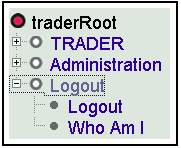 traderRoot
TRADER
Administration
Logout
Logout
Who Am I